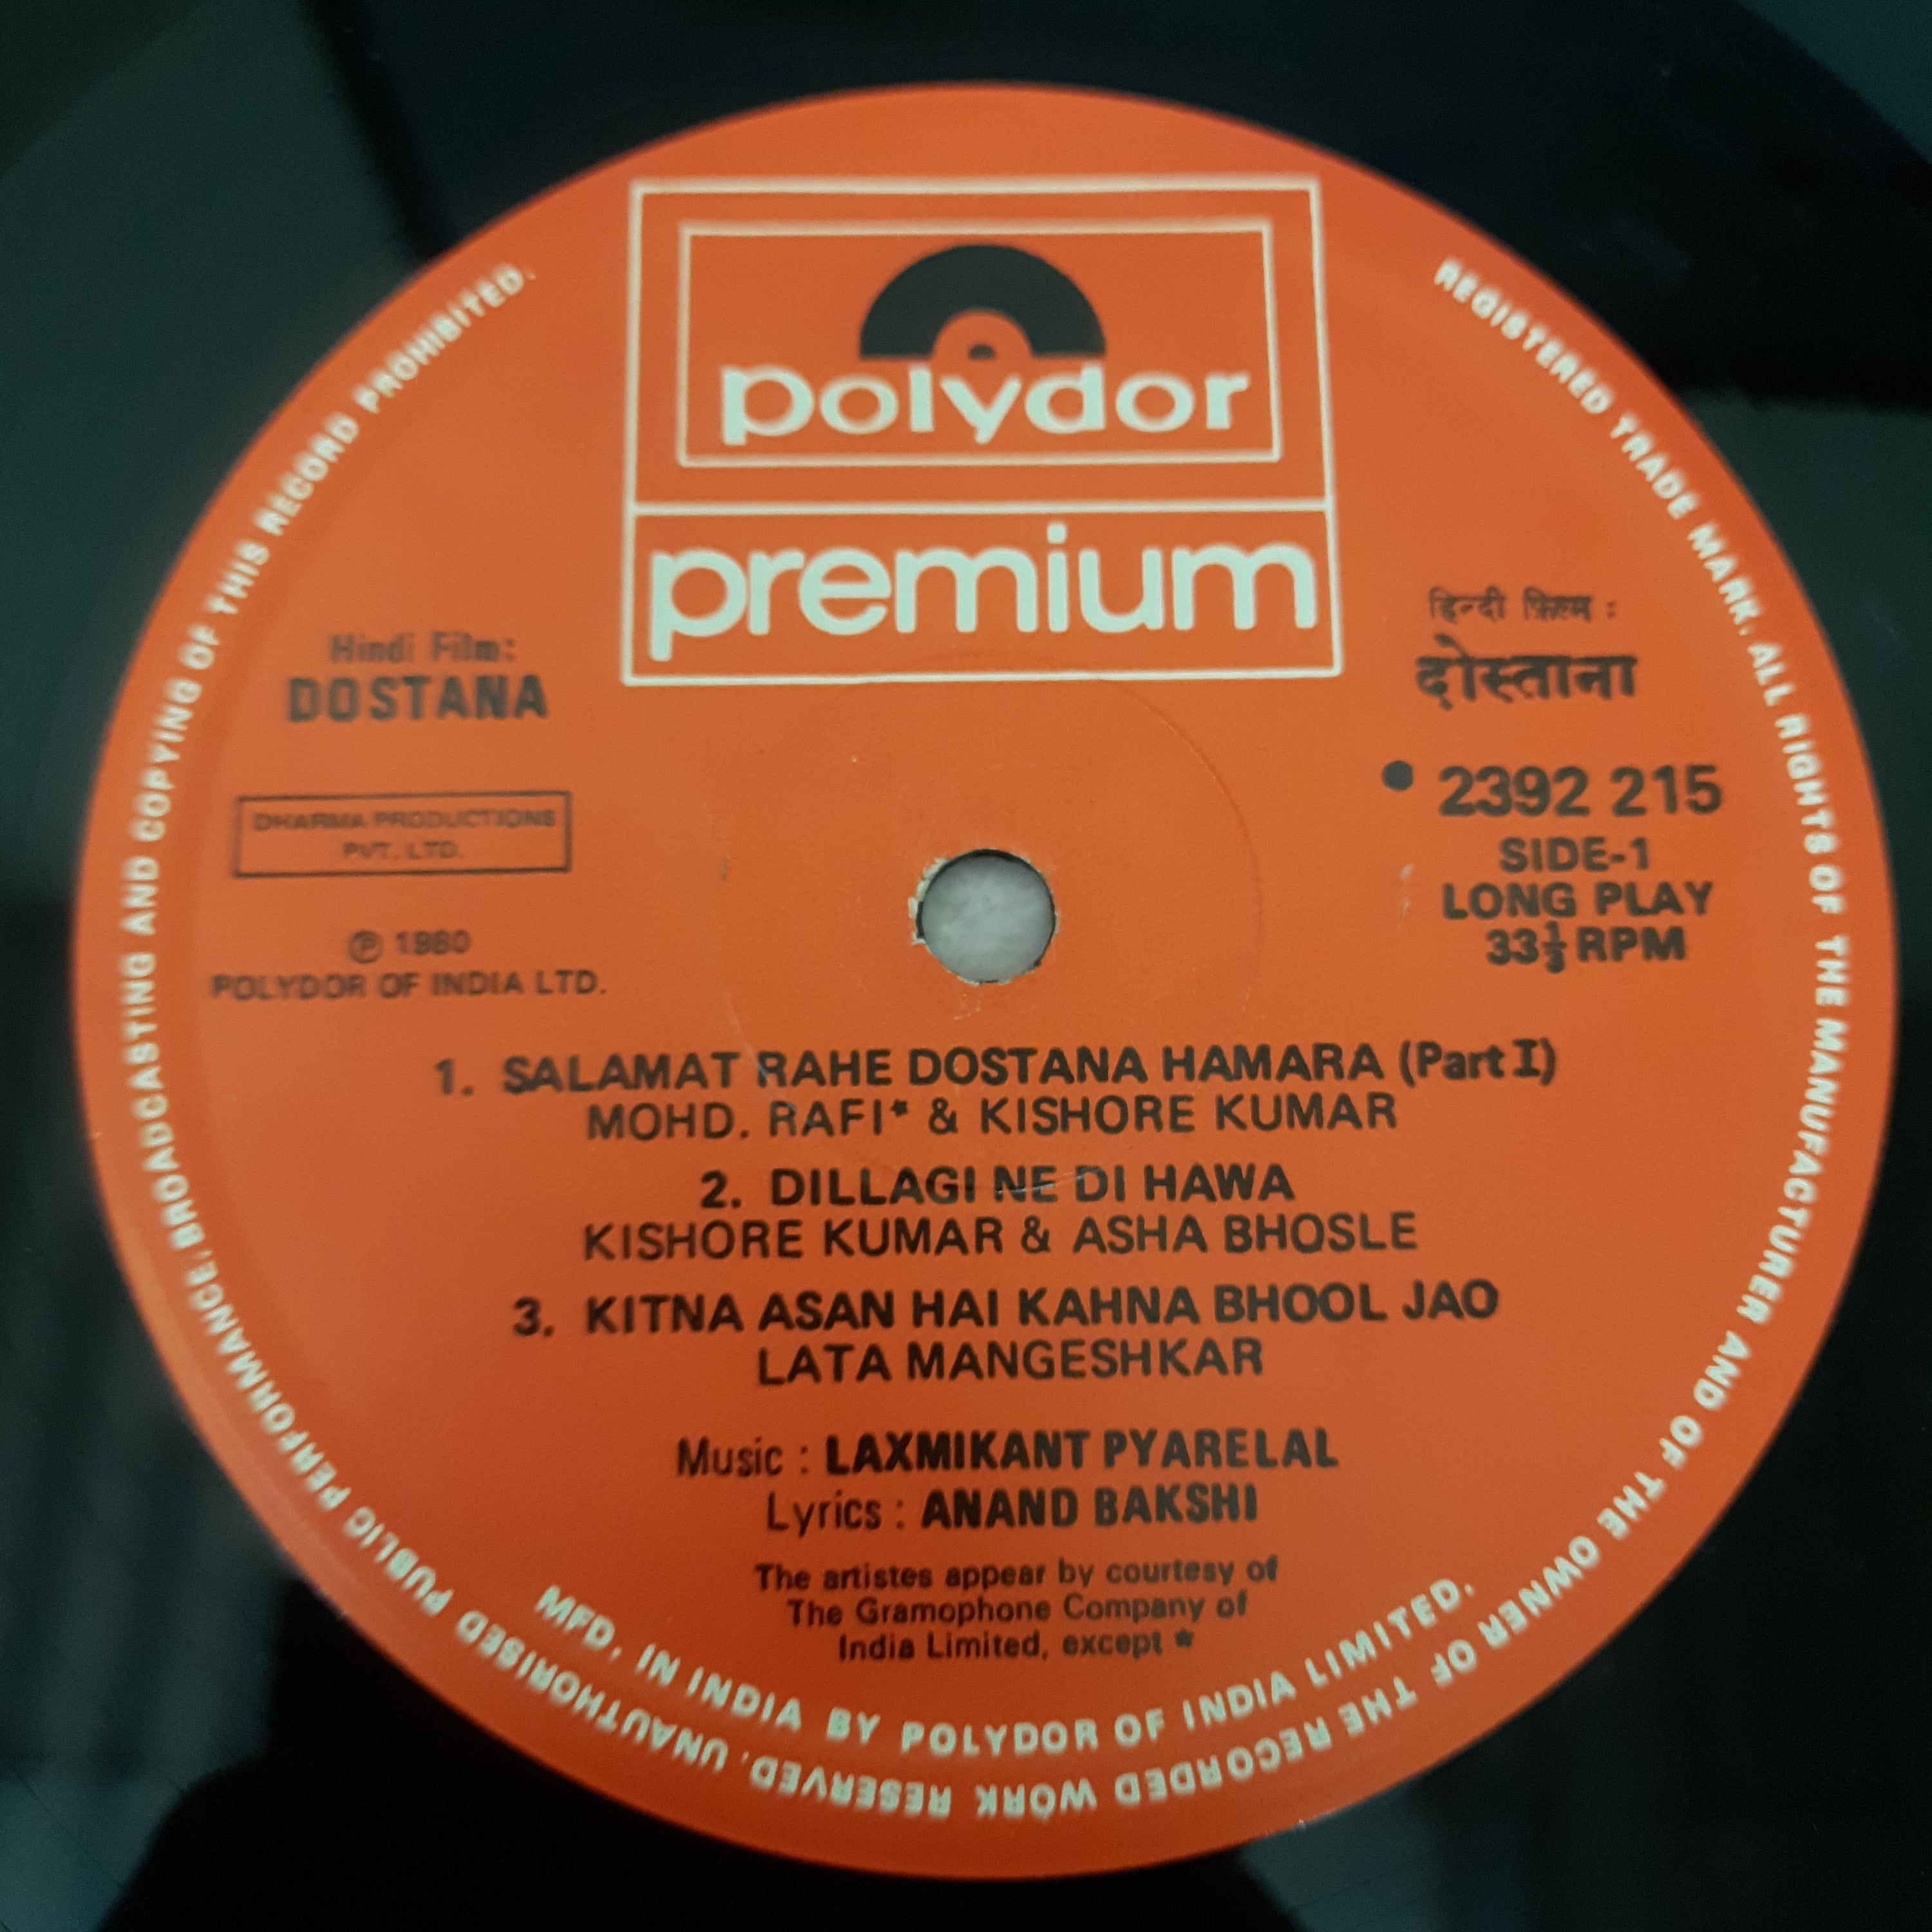 polydor
premium
Hindi Film:
DOSTANA
DHARMA PRODUCTIONS
PVT. LTD.
Ⓟ 1980
POLYDOR OF INDIA LTD.
हिन्दी फ़िल्म :
दोस्ताना
• 2392 215
SIDE-1
LONG PLAY
33⅓ RPM
1. SALAMAT RAHE DOSTANA HAMARA (Part I)
MOHD. RAFI* & KISHORE KUMAR
2. DILLAGI NE DI HAWA
KISHORE KUMAR & ASHA BHOSLE
3. KITNA ASAN HAI KAHNA BHOOL JAO
LATA MANGESHKAR
Music : LAXMIKANT PYARELAL
Lyrics : ANAND BAKSHI
The artistes appear by courtesy of
The Gramophone Company of
India Limited, except *
MFD. IN INDIA BY POLYDOR OF INDIA LIMITED.
REGISTERED TRADE MARK. ALL RIGHTS OF THE MANUFACTURER AND OF THE OWNER OF THE RECORDED WORK RESERVED. UNAUTHORISED PUBLIC PERFORMANCE, BROADCASTING AND COPYING OF THIS RECORD PROHIBITED.